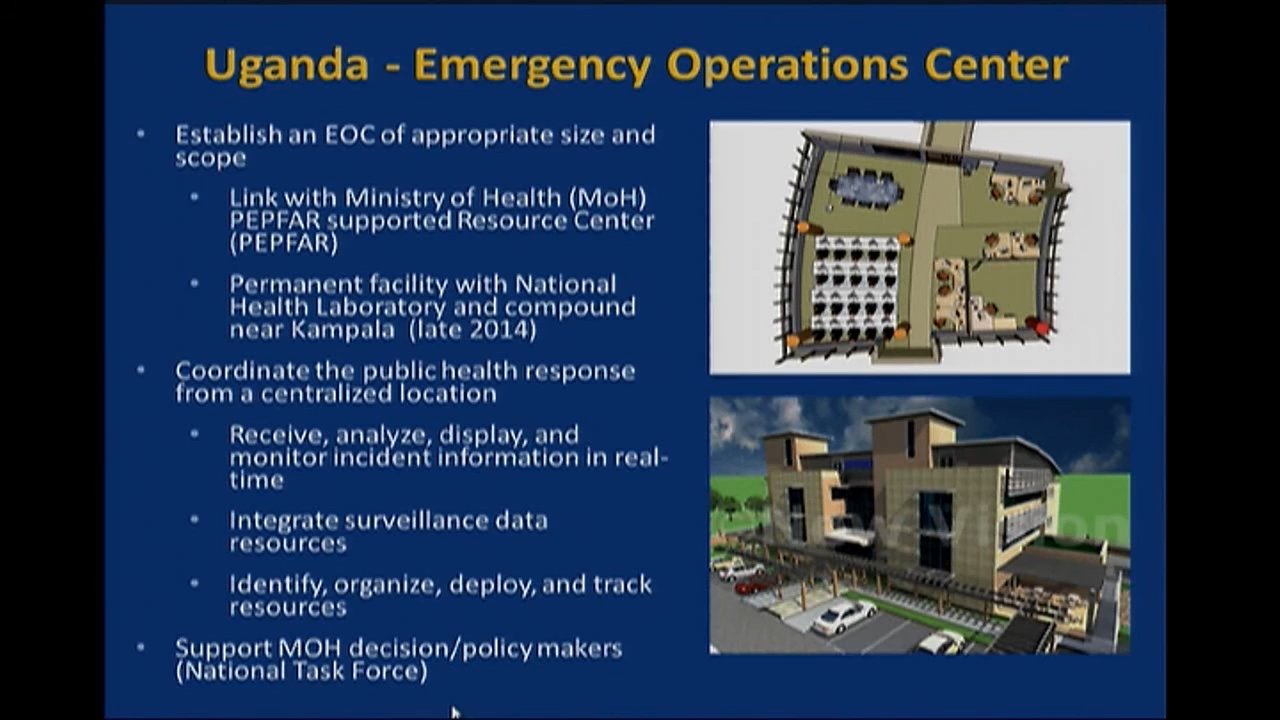 Uganda - Emergency Operations Center
• Establish an EOC of appropriate size and
scope
• Link with Ministry of Health (MoH)
PEPFAR supported Resource Center
(PEPFAR)
• Permanent facility with National
Health Laboratory and compound
near Kampala (late 2014)
• Coordinate the public health response
from a centralized location
• Receive, analyze, display, and
monitor incident information in real-
time
• Integrate surveillance data
resources
• Identify, organize, deploy, and track
resources
• Support MOH decision/policy makers
(National Task Force)